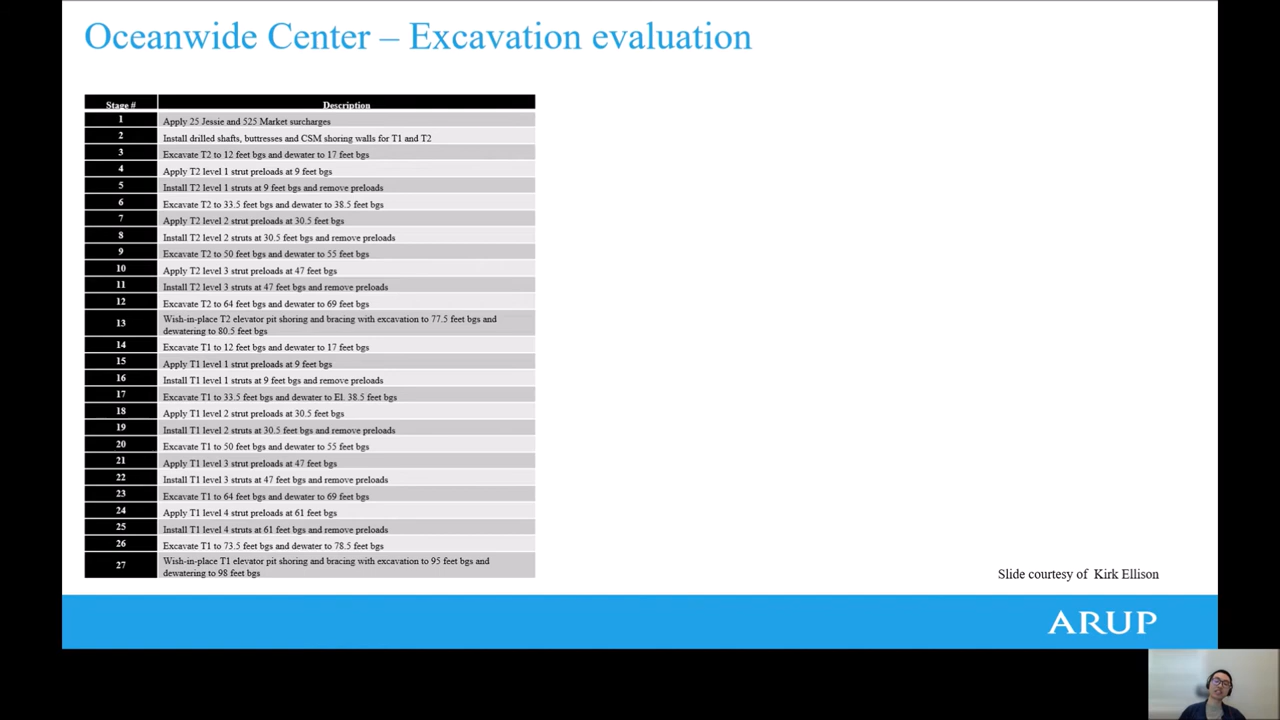 Oceanwide Center – Excavation evaluation
Stage # Description
1 Apply 25 Jessie and 525 Market surcharges
2 Install drilled shafts, buttresses and CSM shoring walls for T1 and T2
3 Excavate T2 to 12 feet bgs and dewater to 17 feet bgs
4 Apply T2 level 1 strut preloads at 9 feet bgs
5 Install T2 level 1 struts at 9 feet bgs and remove preloads
6 Excavate T2 to 33.5 feet bgs and dewater to 38.5 feet bgs
7 Apply T2 level 2 strut preloads at 30.5 feet bgs
8 Install T2 level 2 struts at 30.5 feet bgs and remove preloads
9 Excavate T2 to 50 feet bgs and dewater to 55 feet bgs
10 Apply T2 level 3 strut preloads at 47 feet bgs
11 Install T2 level 3 struts at 47 feet bgs and remove preloads
12 Excavate T2 to 64 feet bgs and dewater to 69 feet bgs
13 Wish-in-place T2 elevator pit shoring and bracing with excavation to 77.5 feet bgs and
dewatering to 80.5 feet bgs
14 Excavate T1 to 12 feet bgs and dewater to 17 feet bgs
15 Apply T1 level 1 strut preloads at 9 feet bgs
16 Install T1 level 1 struts at 9 feet bgs and remove preloads
17 Excavate T1 to 33.5 feet bgs and dewater to El. 38.5 feet bgs
18 Apply T1 level 2 strut preloads at 30.5 feet bgs
19 Install T1 level 2 struts at 30.5 feet bgs and remove preloads
20 Excavate T1 to 50 feet bgs and dewater to 55 feet bgs
21 Apply T1 level 3 strut preloads at 47 feet bgs
22 Install T1 level 3 struts at 47 feet bgs and remove preloads
23 Excavate T1 to 64 feet bgs and dewater to 69 feet bgs
24 Apply T1 level 4 strut preloads at 61 feet bgs
25 Install T1 level 4 struts at 61 feet bgs and remove preloads
26 Excavate T1 to 73.5 feet bgs and dewater to 78.5 feet bgs
27 Wish-in-place T1 elevator pit shoring and bracing with excavation to 95 feet bgs and
dewatering to 98 feet bgs
Slide courtesy of Kirk Ellison
ARUP